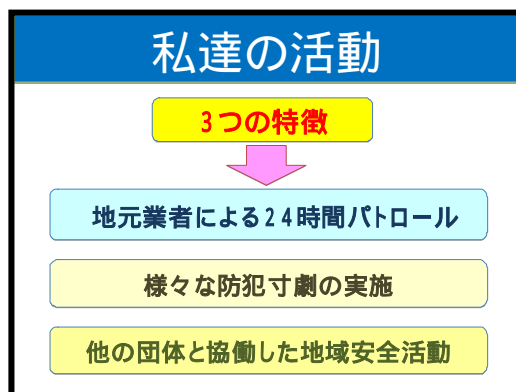 私達の活動
3つの特徴
地元業者による24時間パトロール
様々な防犯寸劇の実施
他の団体と協働した地域安全活動